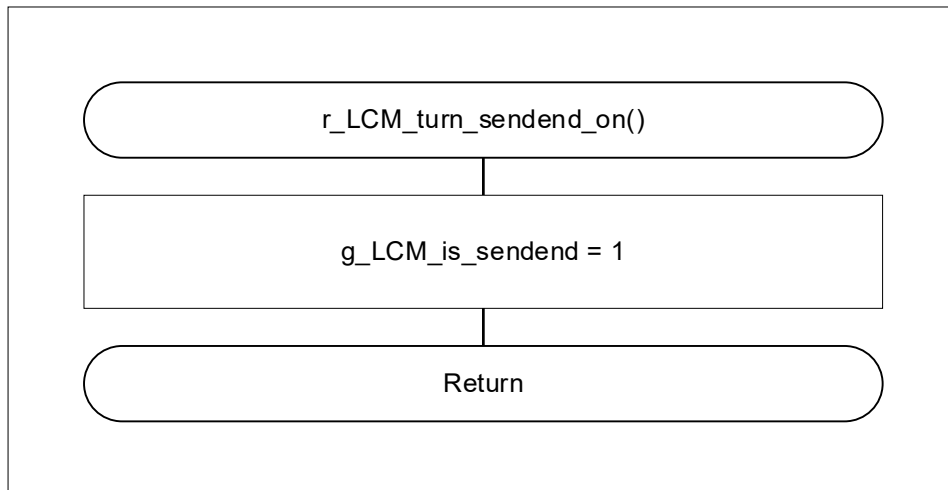 r_LCM_turn_sendend_on()
g_LCM_is_sendend = 1
Return